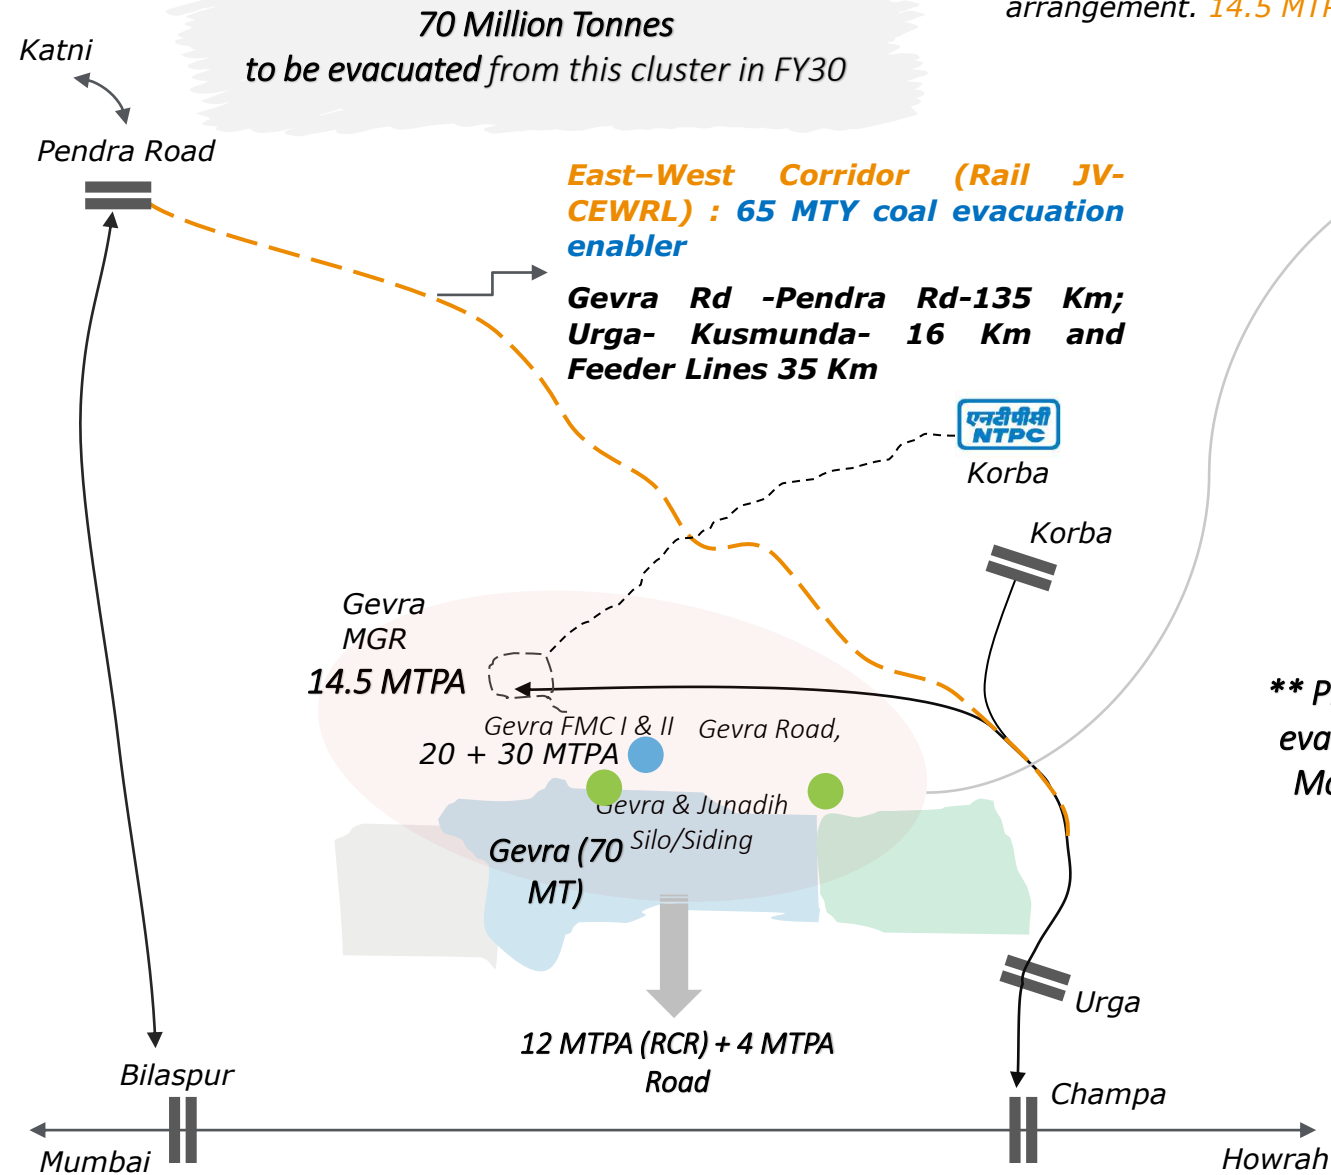 70 Million Tonnes
to be evacuated from this cluster in FY30
arrangement. 14.5 MTP
Katni
Pendra Road
East–West Corridor (Rail JV-
CEWRL) : 65 MTY coal evacuation
enabler
Gevra Rd -Pendra Rd-135 Km;
Urga- Kusmunda- 16 Km and
Feeder Lines 35 Km
एनटीपीसी
NTPC
Korba
Korba
Gevra
MGR
14.5 MTPA
Gevra FMC I & II
20 + 30 MTPA
Gevra Road,
Gevra & Junadih
Silo/Siding
Gevra (70
MT)
** P
eva
Mo
12 MTPA (RCR) + 4 MTPA
Road
Urga
Bilaspur
Champa
Mumbai
Howrah